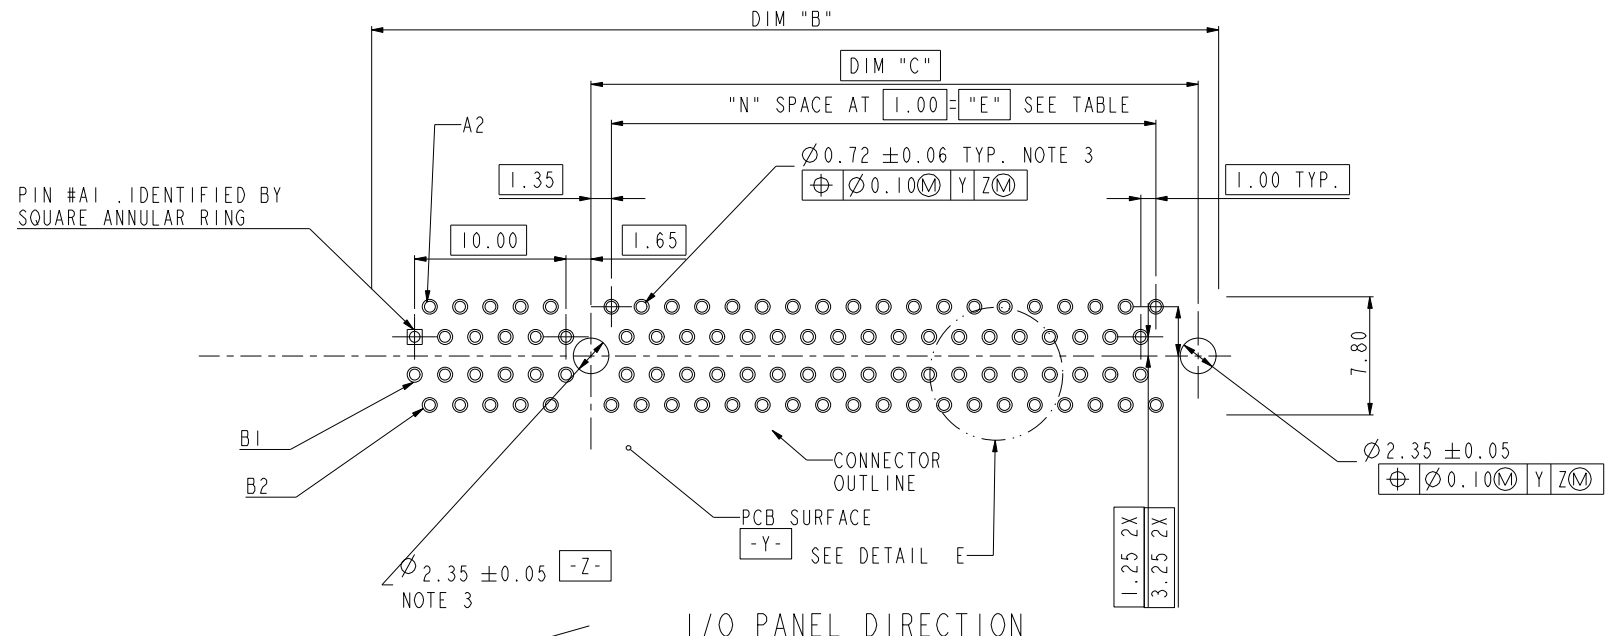 DIM "B"
DIM "C"
"N" SPACE AT 1.00 = "E" SEE TABLE
A2
Ø0.72 ±0.06 TYP. NOTE 3
⌖ Ø0.10Ⓜ Y ZⓂ
1.35
1.00 TYP.
PIN #A1 .IDENTIFIED BY
SQUARE ANNULAR RING
10.00
1.65
7.80
B1
B2
CONNECTOR
OUTLINE
Ø2.35 ±0.05
⌖ Ø0.10Ⓜ Y ZⓂ
PCB SURFACE
-Y-
SEE DETAIL E
1.25 2X
3.25 2X
Ø2.35 ±0.05 -Z-
NOTE 3
I/O PANEL DIRECTION